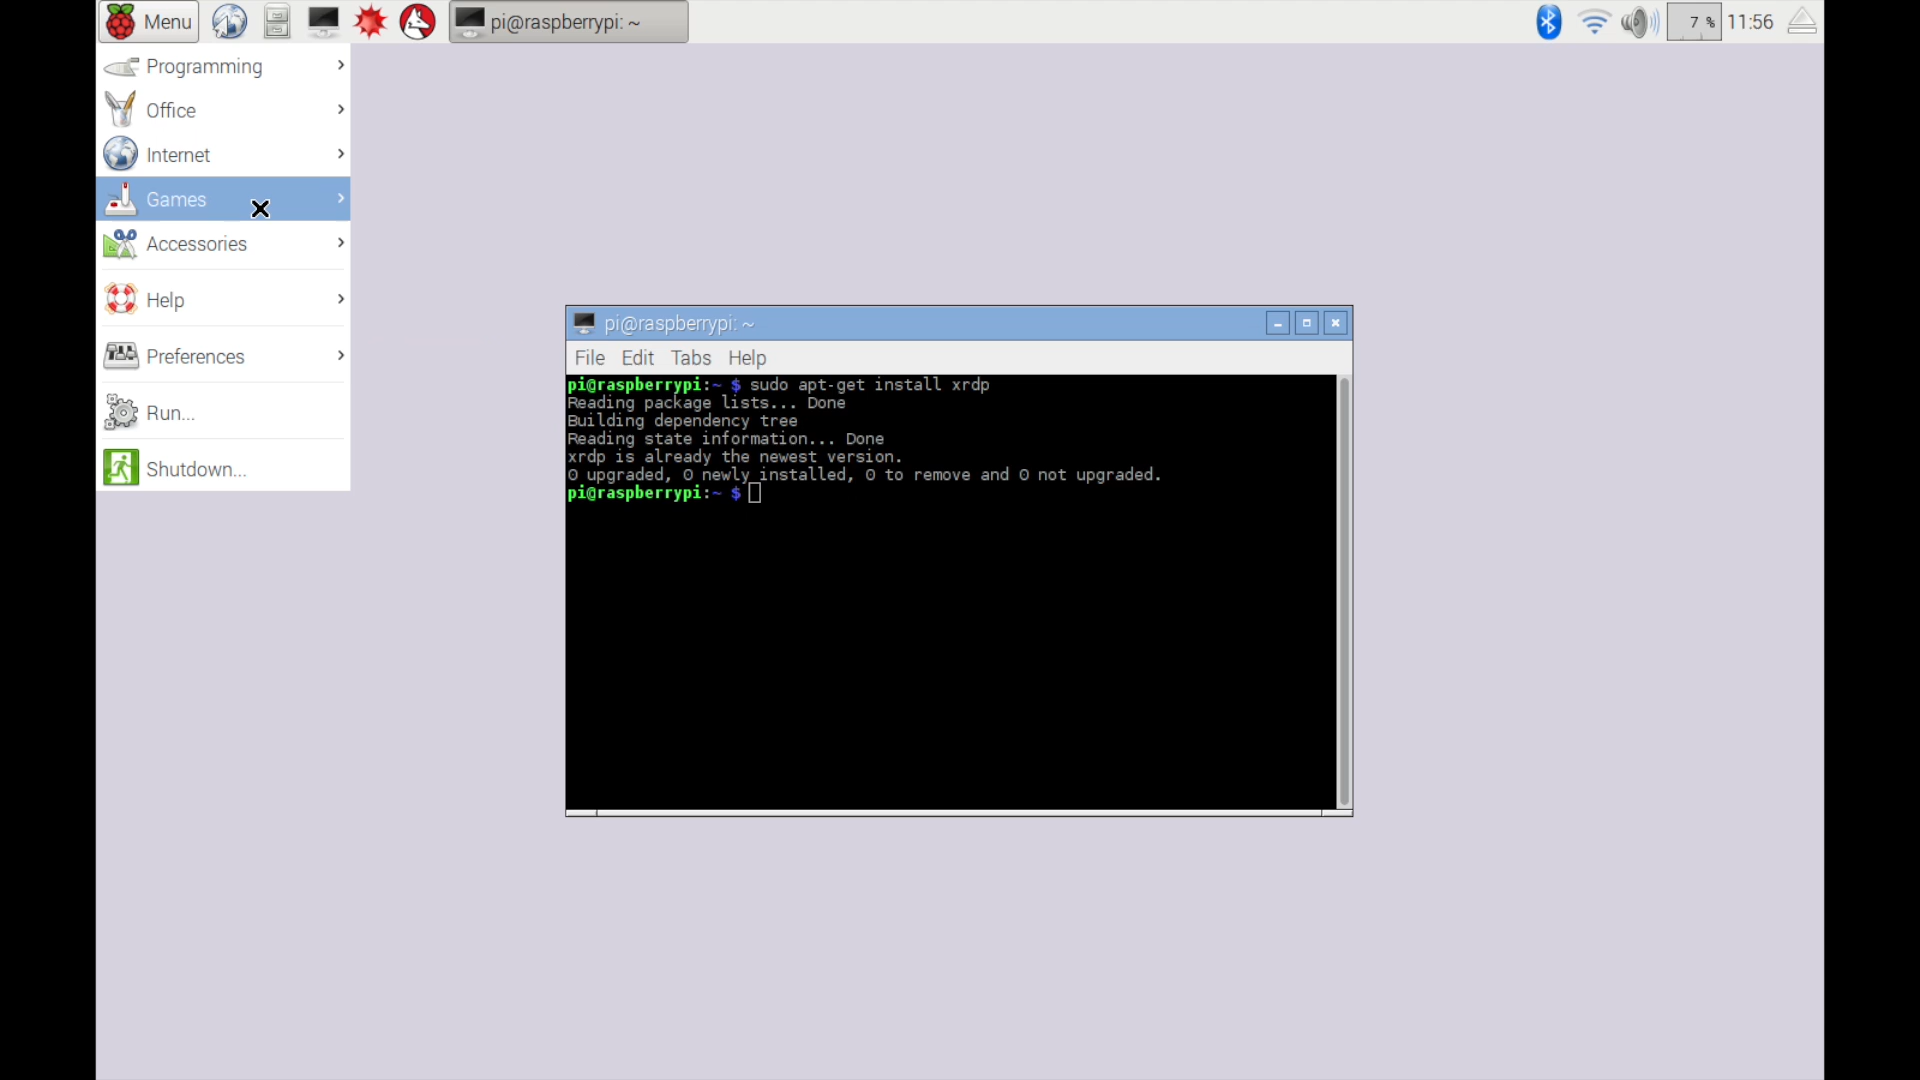 Menu pi@raspberrypi: ~ 7 % 11:56
Programming
Office
Internet
Games
Accessories
Help
Preferences
Run...
Shutdown...
pi@raspberrypi: ~
File Edit Tabs Help
pi@raspberrypi:~ $ sudo apt-get install xrdp
Reading package lists... Done
Building dependency tree
Reading state information... Done
xrdp is already the newest version.
0 upgraded, 0 newly installed, 0 to remove and 0 not upgraded.
pi@raspberrypi:~ $